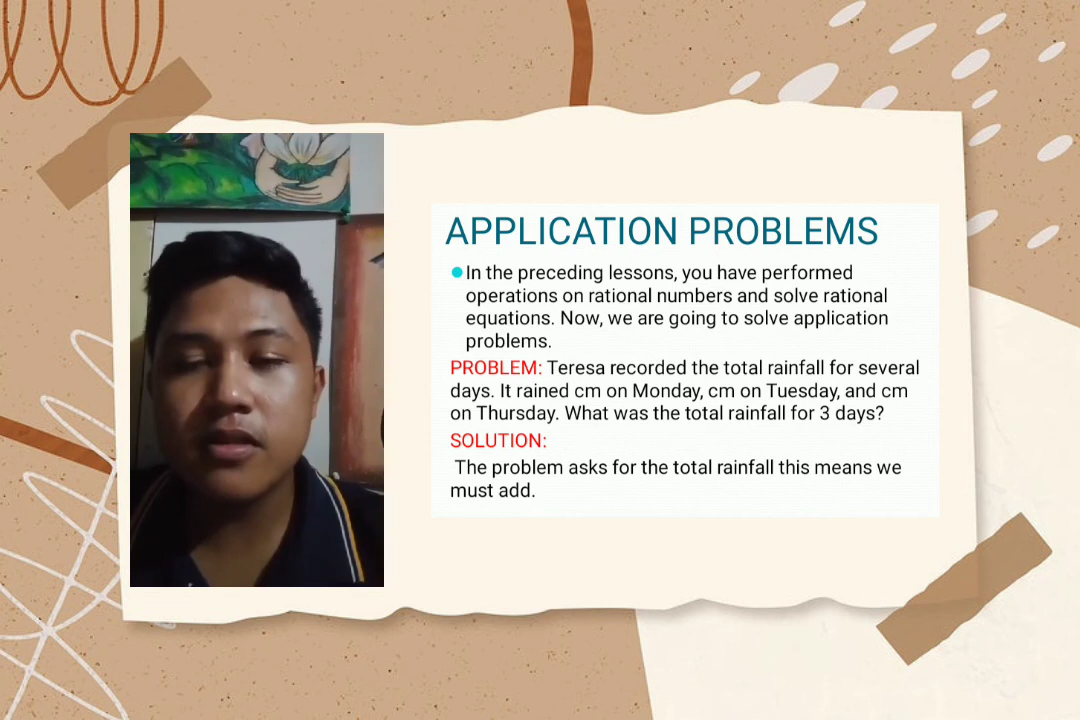 APPLICATION PROBLEMS
In the preceding lessons, you have performed
operations on rational numbers and solve rational
equations. Now, we are going to solve application
problems.
PROBLEM: Teresa recorded the total rainfall for several
days. It rained cm on Monday, cm on Tuesday, and cm
on Thursday. What was the total rainfall for 3 days?
SOLUTION:
The problem asks for the total rainfall this means we
must add.